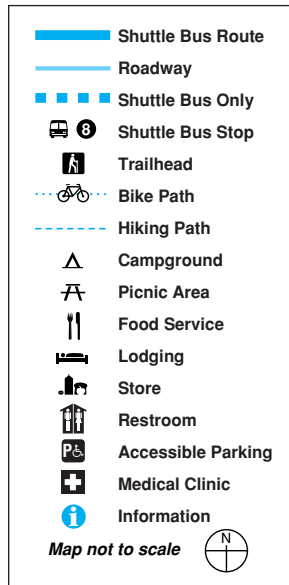 Shuttle Bus Route
Roadway
Shuttle Bus Only
8 Shuttle Bus Stop
Trailhead
Bike Path
Hiking Path
Campground
Picnic Area
Food Service
Lodging
Store
Restroom
P Accessible Parking
Medical Clinic
i Information
Map not to scale N